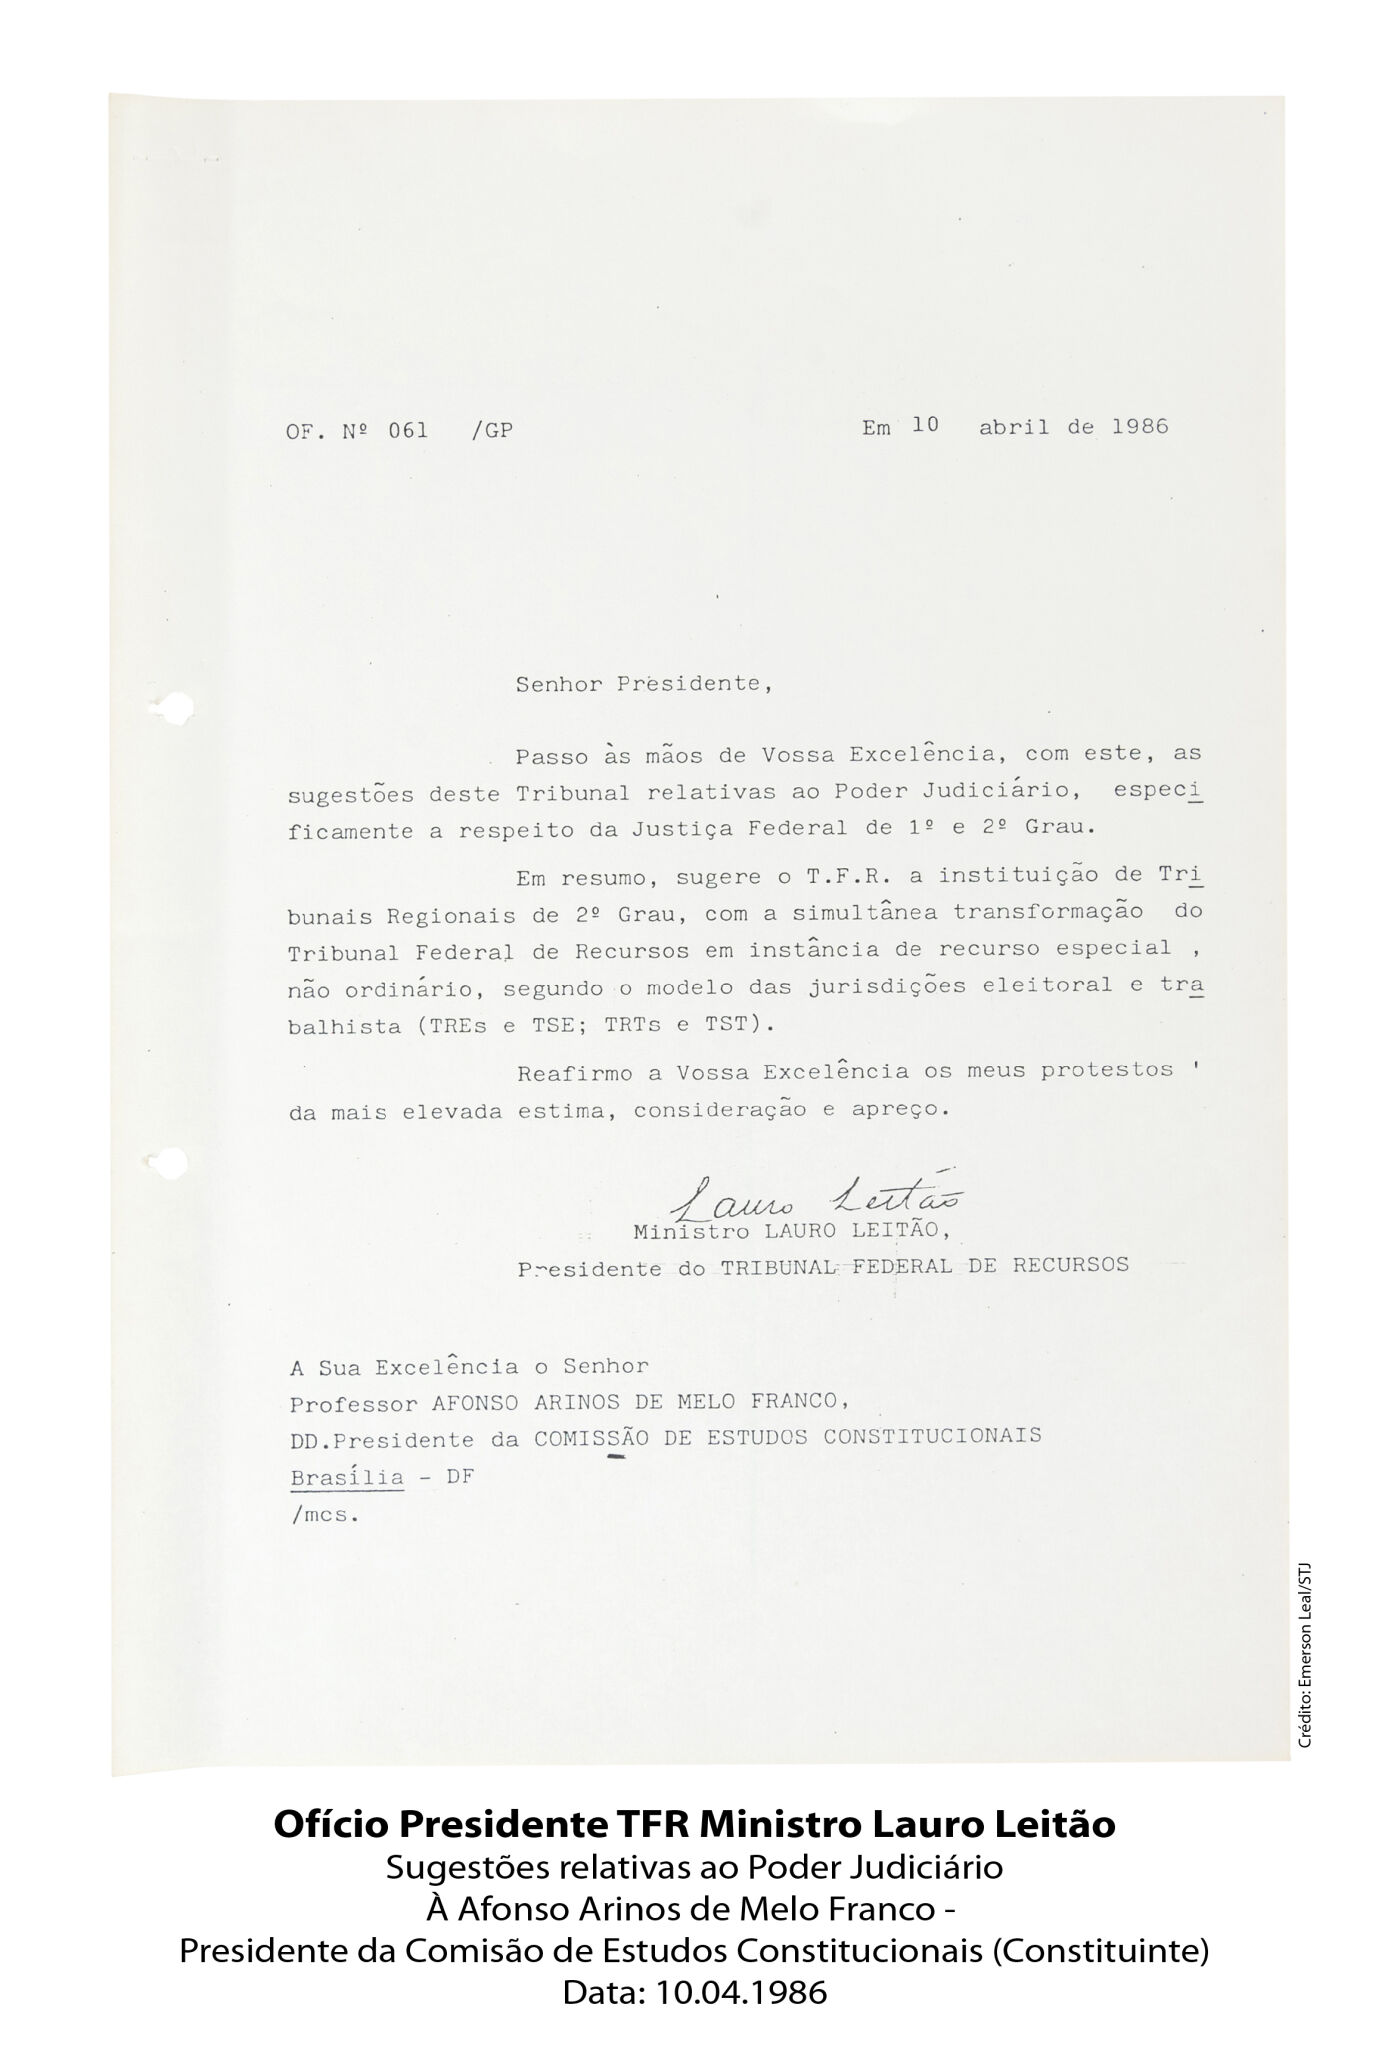 OF. Nº 061 /GP Em 10 abril de 1986
Senhor Presidente,
Passo às mãos de Vossa Excelência, com este, as
sugestões deste Tribunal relativas ao Poder Judiciário, especi
ficamente a respeito da Justiça Federal de 1º e 2º Grau.
Em resumo, sugere o T.F.R. a instituição de Tri
bunais Regionais de 2º Grau, com a simultânea transformação do
Tribunal Federal de Recursos em instância de recurso especial ,
não ordinário, segundo o modelo das jurisdições eleitoral e tra
balhista (TREs e TSE; TRTs e TST).
Reafirmo a Vossa Excelência os meus protestos '
da mais elevada estima, consideração e apreço.
Lauro Leitão
Ministro LAURO LEITÃO,
Presidente do TRIBUNAL FEDERAL DE RECURSOS
A Sua Excelência o Senhor
Professor AFONSO ARINOS DE MELO FRANCO,
DD.Presidente da COMISSÃO DE ESTUDOS CONSTITUCIONAIS
Brasília - DF
/mcs.
Crédito: Emerson Leal/STJ
Ofício Presidente TFR Ministro Lauro Leitão
Sugestões relativas ao Poder Judiciário
À Afonso Arinos de Melo Franco -
Presidente da Comisão de Estudos Constitucionais (Constituinte)
Data: 10.04.1986